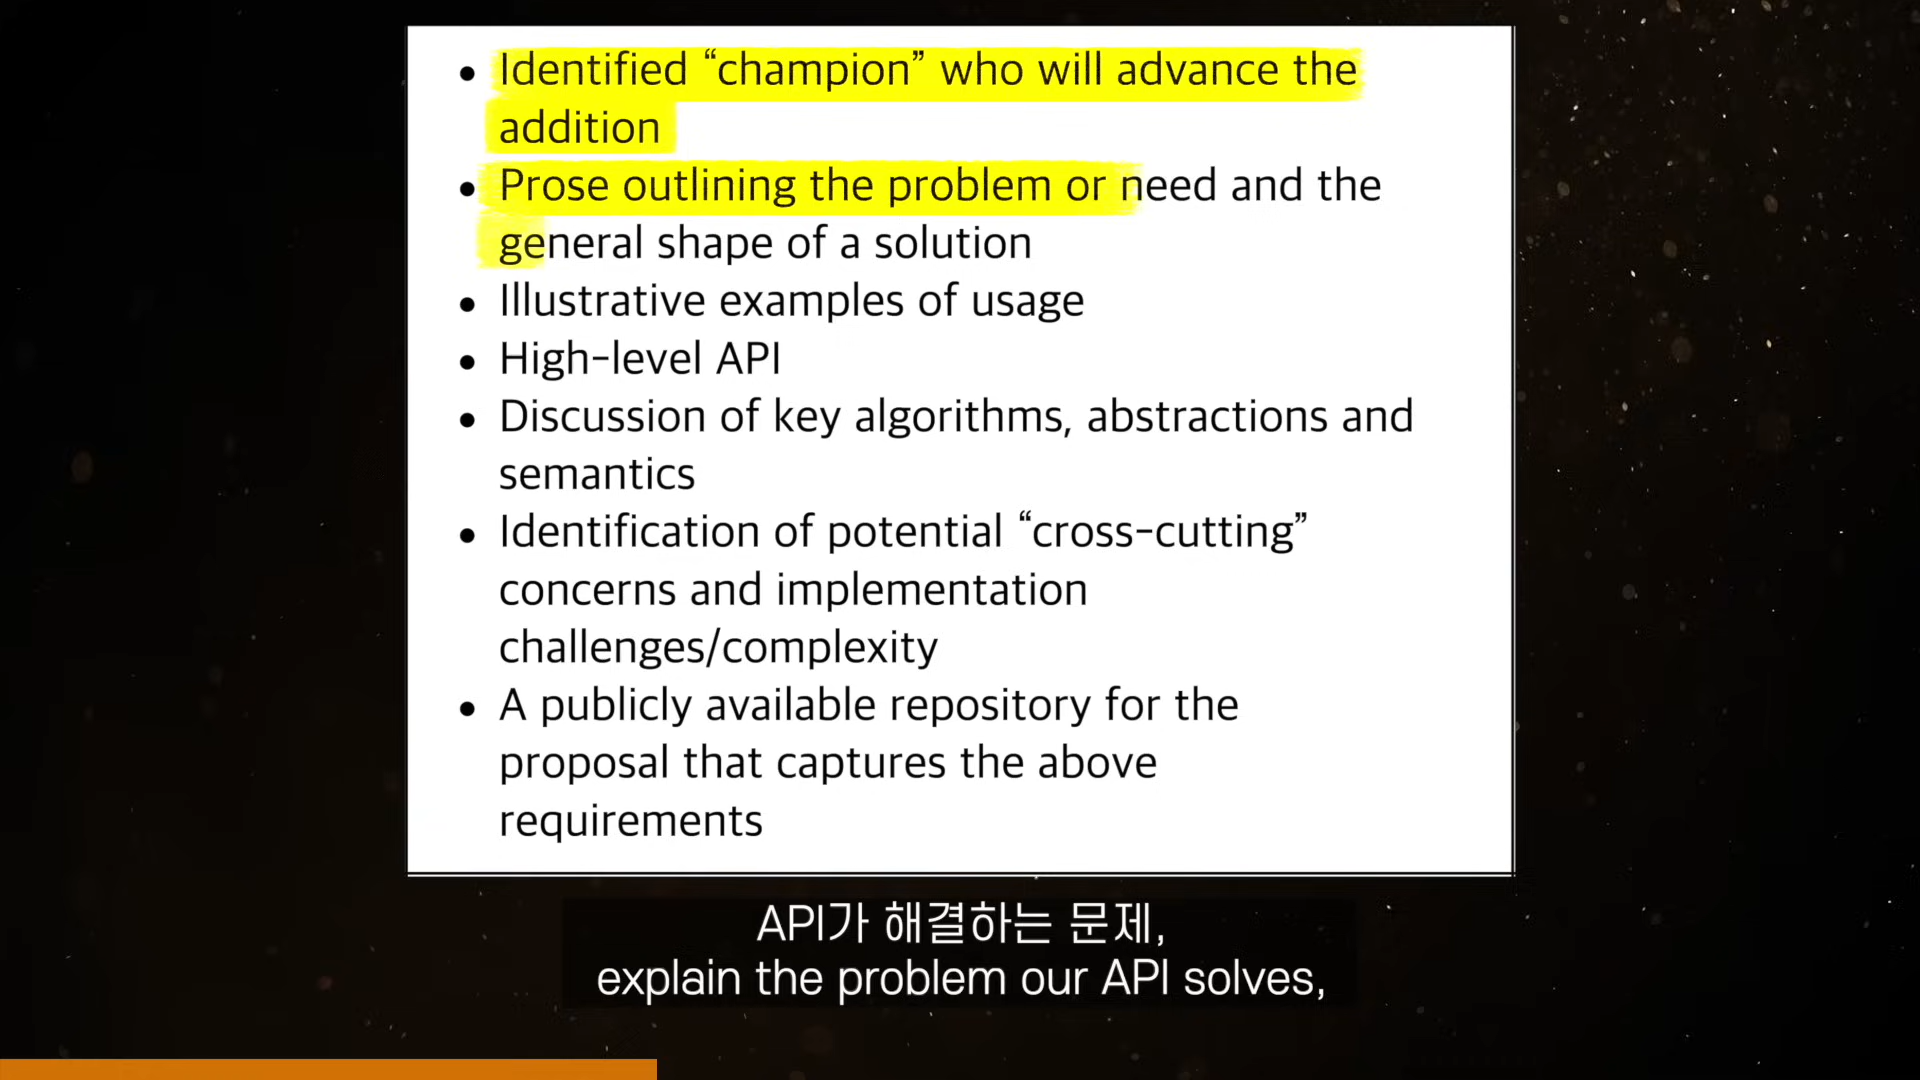 • Identified “champion” who will advance the
addition
• Prose outlining the problem or need and the
general shape of a solution
• Illustrative examples of usage
• High-level API
• Discussion of key algorithms, abstractions and
semantics
• Identification of potential “cross-cutting”
concerns and implementation
challenges/complexity
• A publicly available repository for the
proposal that captures the above
requirements
API가 해결하는 문제,
explain the problem our API solves,